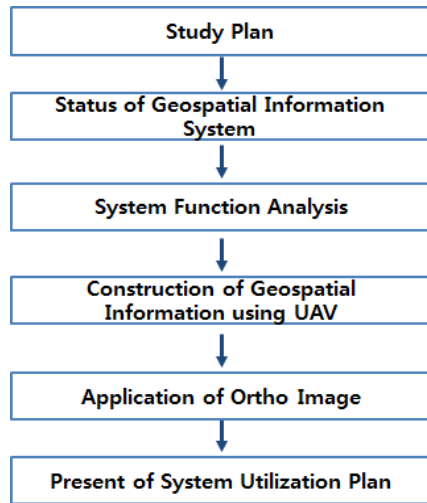 Study Plan
Status of Geospatial Information
System
System Function Analysis
Construction of Geospatial
Information using UAV
Application of Ortho Image
Present of System Utilization Plan